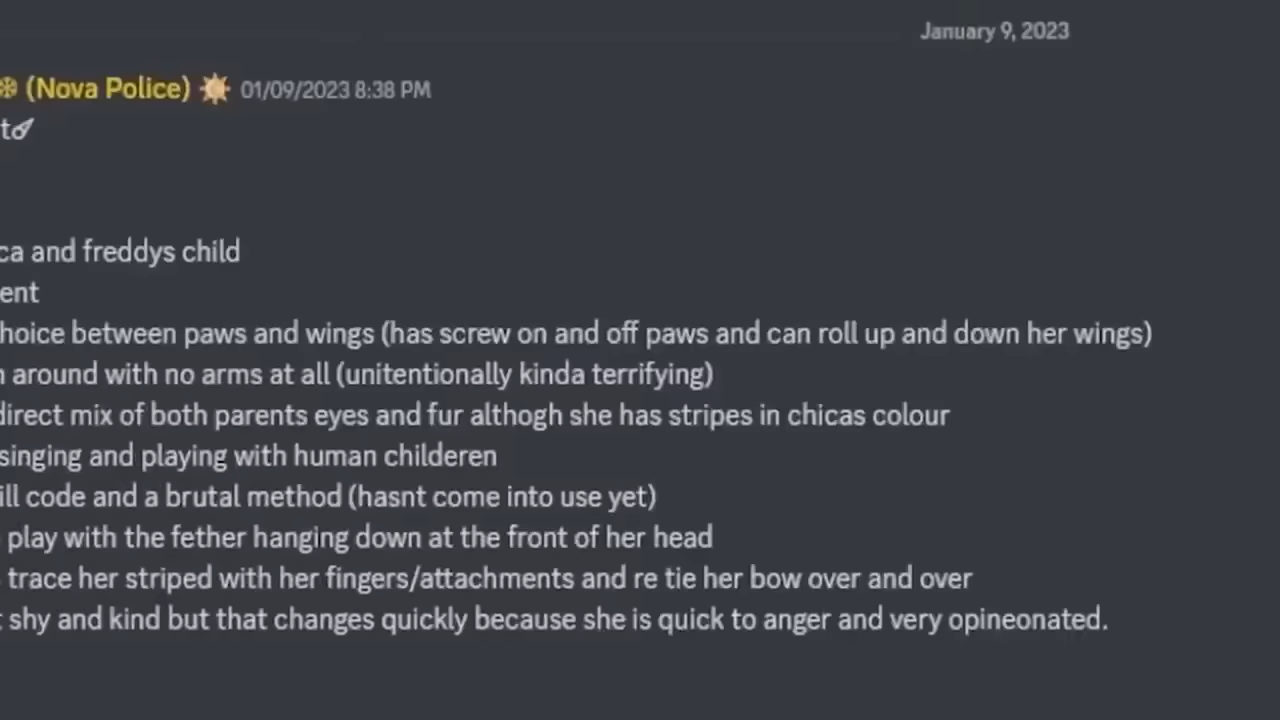 January 9, 2023
❄ (Nova Police) ☀ 01/09/2023 8:38 PM
and freddys child
between paws and wings (has screw on and off paws and can roll up and down her wings)
around with no arms at all (unitentionally kinda terrifying)
direct mix of both parents eyes and fur althogh she has stripes in chicas colour
singing and playing with human childeren
code and a brutal method (hasnt come into use yet)
play with the fether hanging down at the front of her head
trace her striped with her fingers/attachments and re tie her bow over and over
shy and kind but that changes quickly because she is quick to anger and very opineonated.